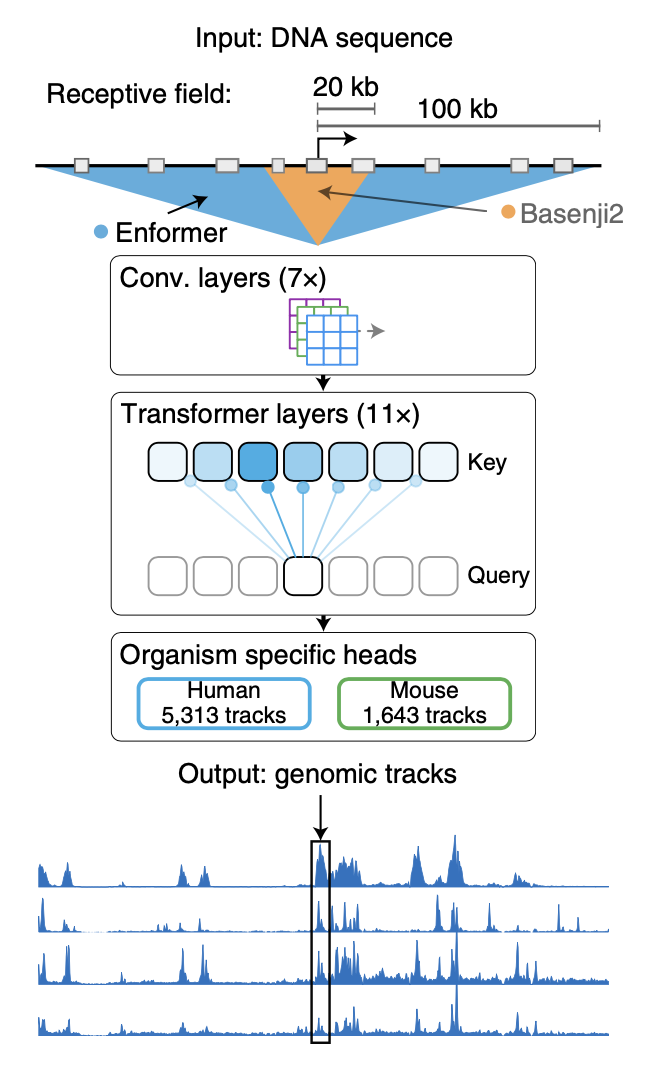 Input: DNA sequence
Receptive field:
20 kb
100 kb
Enformer
Basenji2
Conv. layers (7×)
Transformer layers (11×)
Key
Query
Organism specific heads
Human
5,313 tracks
Mouse
1,643 tracks
Output: genomic tracks